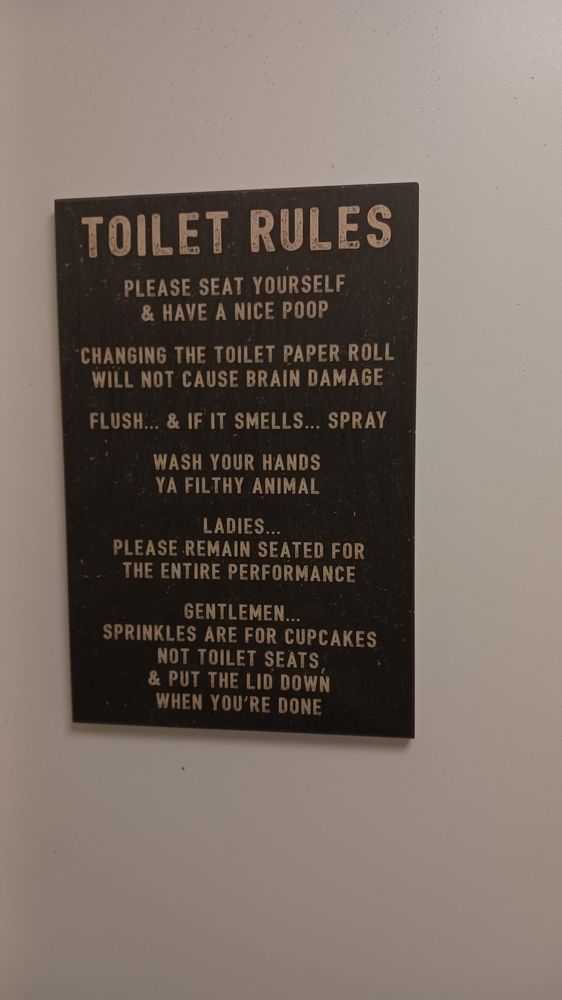 TOILET RULES
PLEASE SEAT YOURSELF
& HAVE A NICE POOP
CHANGING THE TOILET PAPER ROLL
WILL NOT CAUSE BRAIN DAMAGE
FLUSH... & IF IT SMELLS... SPRAY
WASH YOUR HANDS
YA FILTHY ANIMAL
LADIES...
PLEASE REMAIN SEATED FOR
THE ENTIRE PERFORMANCE
GENTLEMEN...
SPRINKLES ARE FOR CUPCAKES
NOT TOILET SEATS,
& PUT THE LID DOWN
WHEN YOU'RE DONE